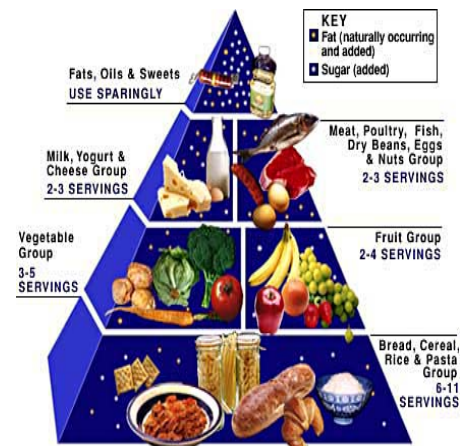 KEY
Fat (naturally occurring
and added)
Sugar (added)
Fats, Oils & Sweets
USE SPARINGLY
Milk, Yogurt &
Cheese Group
2-3 SERVINGS
Meat, Poultry, Fish,
Dry Beans, Eggs
& Nuts Group
2-3 SERVINGS
Vegetable
Group
3-5
SERVINGS
Fruit Group
2-4 SERVINGS
Bread, Cereal,
Rice & Pasta
Group
6-11
SERVINGS